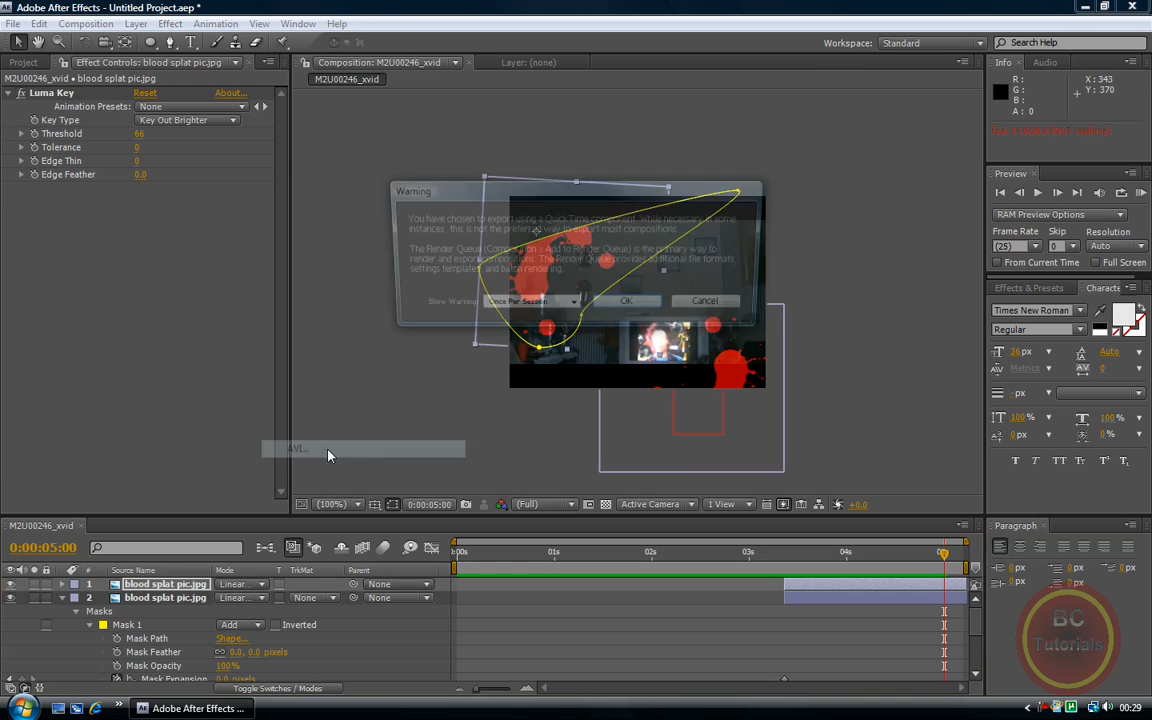 Adobe After Effects - Untitled Project.aep *
File Edit Composition Layer Effect Animation View Window Help
Workspace: Standard Search Help
Project Effect Controls: blood splat pic.jpg Composition: M2U00246_xvid Layer: (none) Info Audio
M2U00246_xvid • blood splat pic.jpg M2U00246_xvid
Luma Key Reset About...
Animation Presets: None
Key Type Key Out Brighter
Threshold 66
Tolerance 0
Edge Thin 0
Edge Feather 0.0
R: X: 343
G: Y: 370
B:
A: 0
Warning
You have chosen to export using a QuickTime component. While necessary in some
instances, this is not the preferred way to export most compositions.
The Render Queue (Composition > Add to Render Queue) is the primary way to
render and export compositions. The Render Queue provides additional file formats,
settings templates, and batch rendering.
Show Warning: Once Per Session OK Cancel
AVI...
Preview
RAM Preview Options
Frame Rate Skip Resolution
(25) 0 Auto
From Current Time Full Screen
Effects & Presets Character
Times New Roman
Regular
36 px Auto
Metrics 0
- px
100 % 100 %
0 px 0 %
(100%) 0:00:05:00 (Full) Active Camera 1 View +0.0
M2U00246_xvid
0:00:05:00
:00s 01s 02s 03s 04s
# Source Name Mode T TrkMat Parent
1 blood splat pic.jpg Linear... None
2 blood splat pic.jpg Linear... None None
Masks
Mask 1 Add Inverted
Mask Path Shape...
Mask Feather 0.0, 0.0 pixels
Mask Opacity 100%
Mask Expansion 0.0 pixels
Toggle Switches / Modes
Paragraph
0 px 0 px 0 px
0 px 0 px
BC
Tutorials
Adobe After Effects ... 00:29